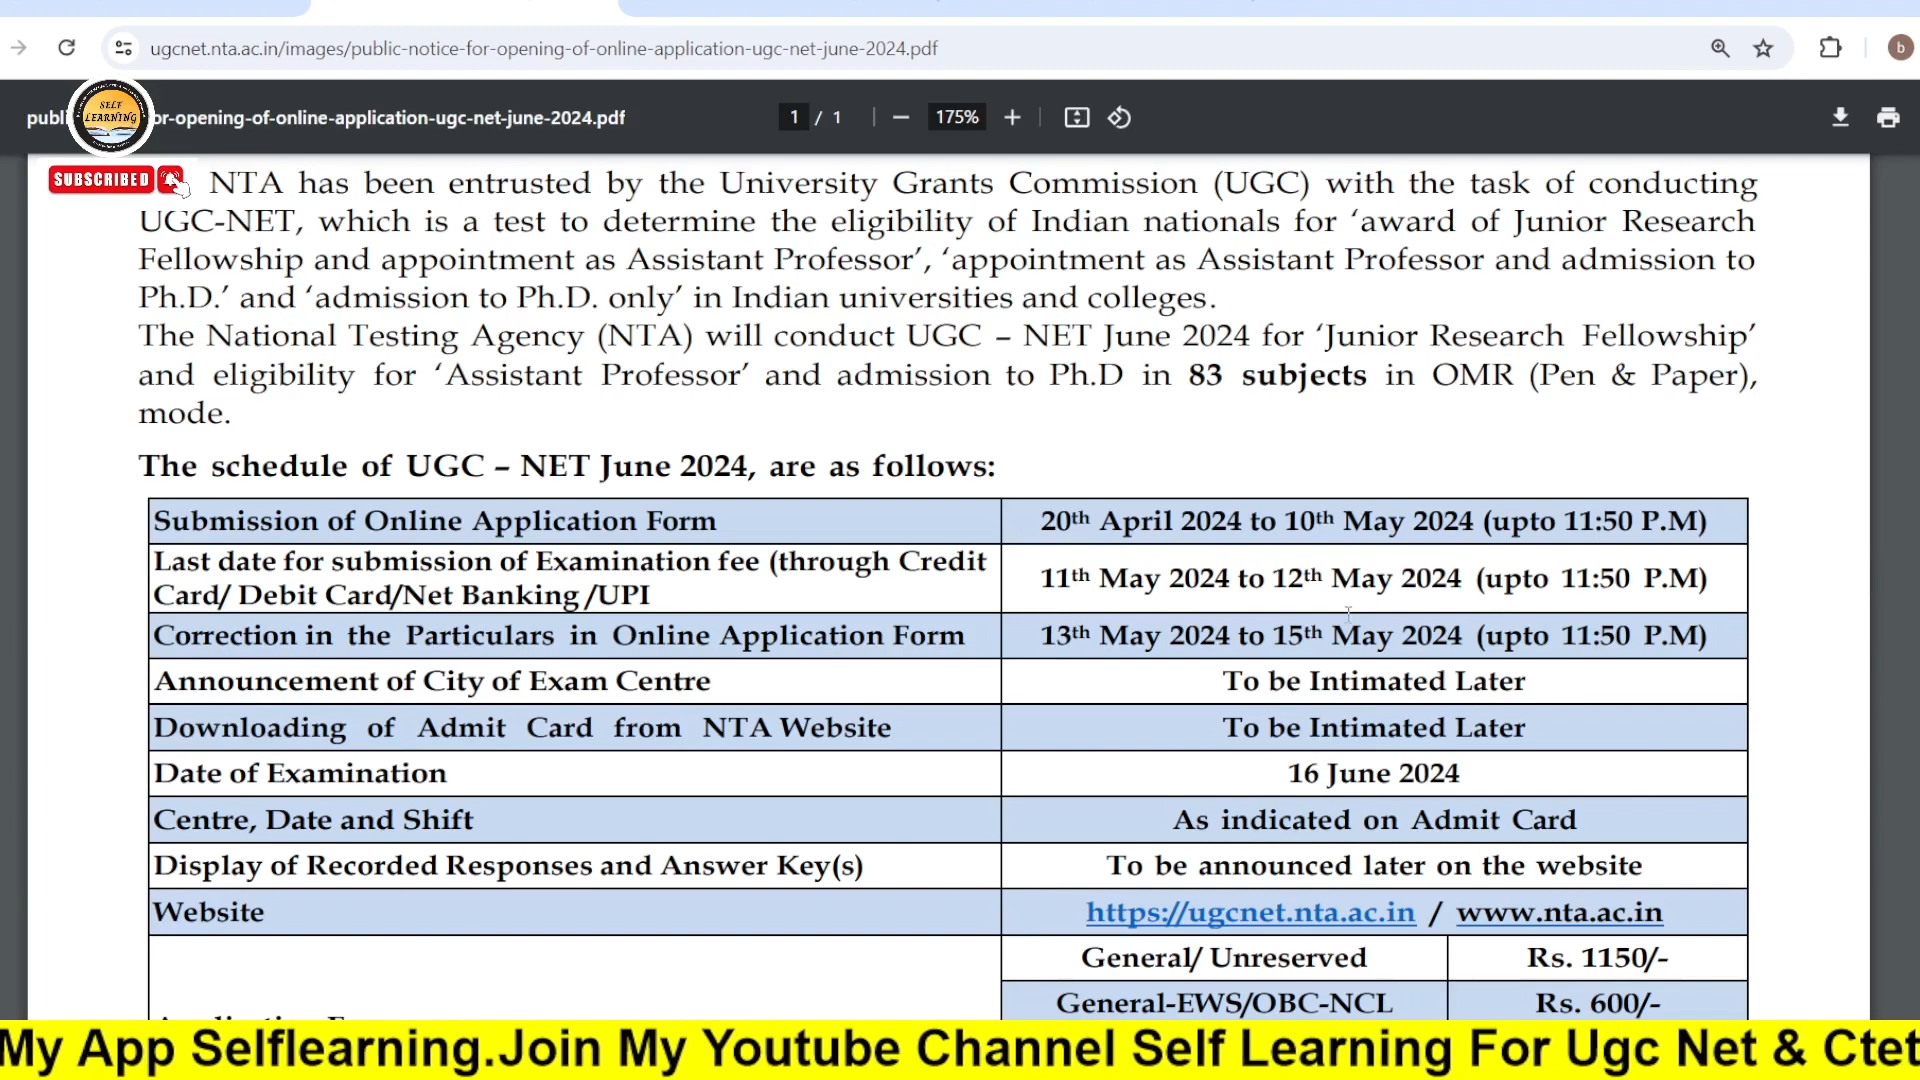 ugcnet.nta.ac.in/images/public-notice-for-opening-of-online-application-ugc-net-june-2024.pdf
b
SELF
LEARNING
publ or-opening-of-online-application-ugc-net-june-2024.pdf
1 / 1
175%
SUBSCRIBED
NTA has been entrusted by the University Grants Commission (UGC) with the task of conducting
UGC-NET, which is a test to determine the eligibility of Indian nationals for ‘award of Junior Research
Fellowship and appointment as Assistant Professor’, ‘appointment as Assistant Professor and admission to
Ph.D.’ and ‘admission to Ph.D. only’ in Indian universities and colleges.
The National Testing Agency (NTA) will conduct UGC – NET June 2024 for ‘Junior Research Fellowship’
and eligibility for ‘Assistant Professor’ and admission to Ph.D in 83 subjects in OMR (Pen & Paper),
mode.
The schedule of UGC – NET June 2024, are as follows:
Submission of Online Application Form 20th April 2024 to 10th May 2024 (upto 11:50 P.M)
Last date for submission of Examination fee (through Credit
Card/ Debit Card/Net Banking /UPI 11th May 2024 to 12th May 2024 (upto 11:50 P.M)
Correction in the Particulars in Online Application Form 13th May 2024 to 15th May 2024 (upto 11:50 P.M)
Announcement of City of Exam Centre To be Intimated Later
Downloading of Admit Card from NTA Website To be Intimated Later
Date of Examination 16 June 2024
Centre, Date and Shift As indicated on Admit Card
Display of Recorded Responses and Answer Key(s) To be announced later on the website
Website https://ugcnet.nta.ac.in / www.nta.ac.in
General/ Unreserved Rs. 1150/-
General-EWS/OBC-NCL Rs. 600/-
My App Selflearning.Join My Youtube Channel Self Learning For Ugc Net & Ctet